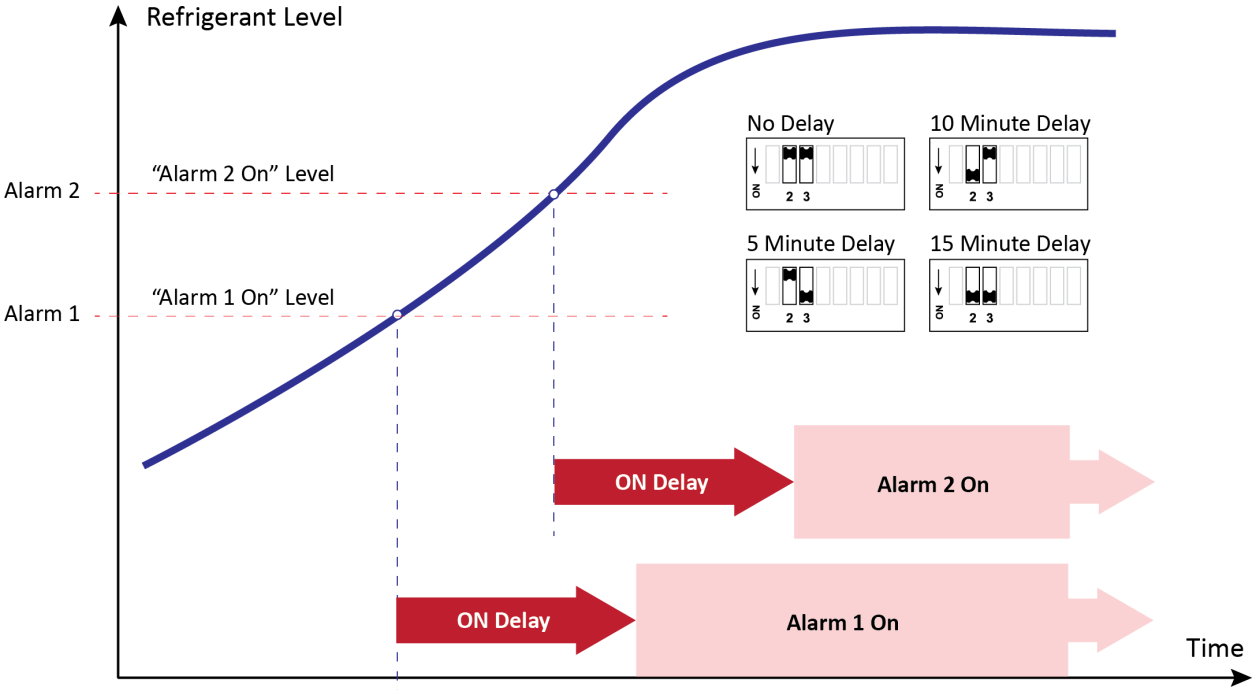 Refrigerant Level
No Delay
10 Minute Delay
ON
2 3
ON
2 3
“Alarm 2 On” Level
Alarm 2
5 Minute Delay
15 Minute Delay
ON
2 3
ON
2 3
“Alarm 1 On” Level
Alarm 1
ON Delay
Alarm 2 On
ON Delay
Alarm 1 On
Time